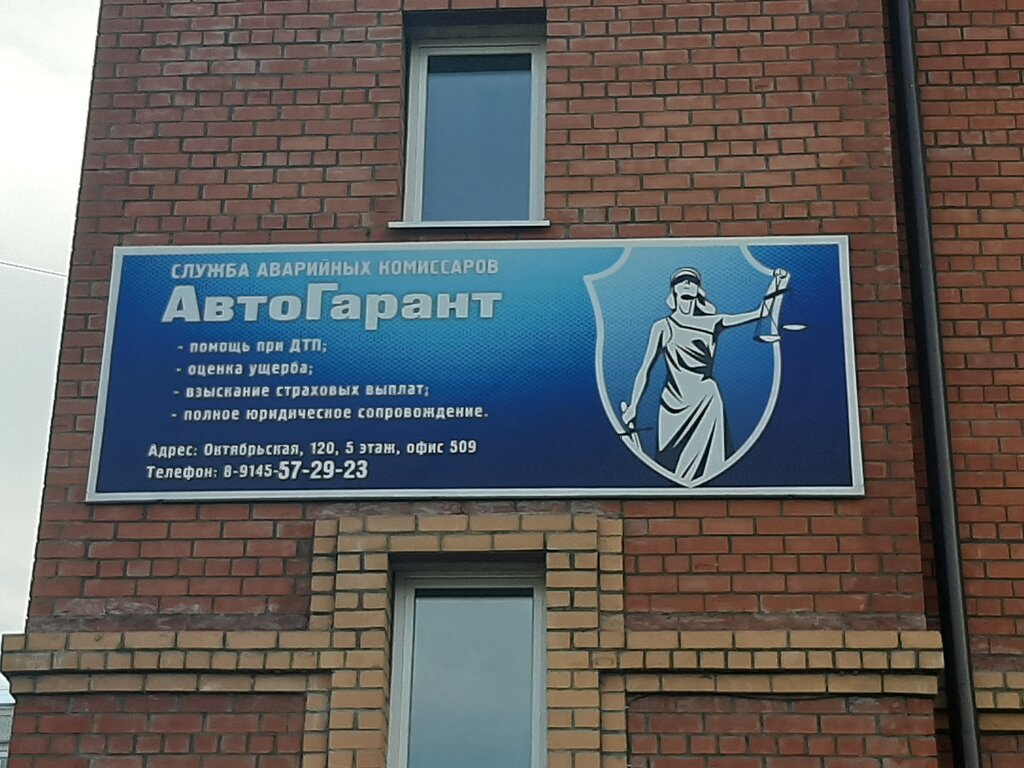 СЛУЖБА АВАРИЙНЫХ КОМИССАРОВ
АвтоГарант
- помощь при ДТП;
- оценка ущерба;
- взыскание страховых выплат;
- полное юридическое сопровождение.
Адрес: Октябрьская, 120, 5 этаж, офис 509
Телефон: 8-9145-57-29-23